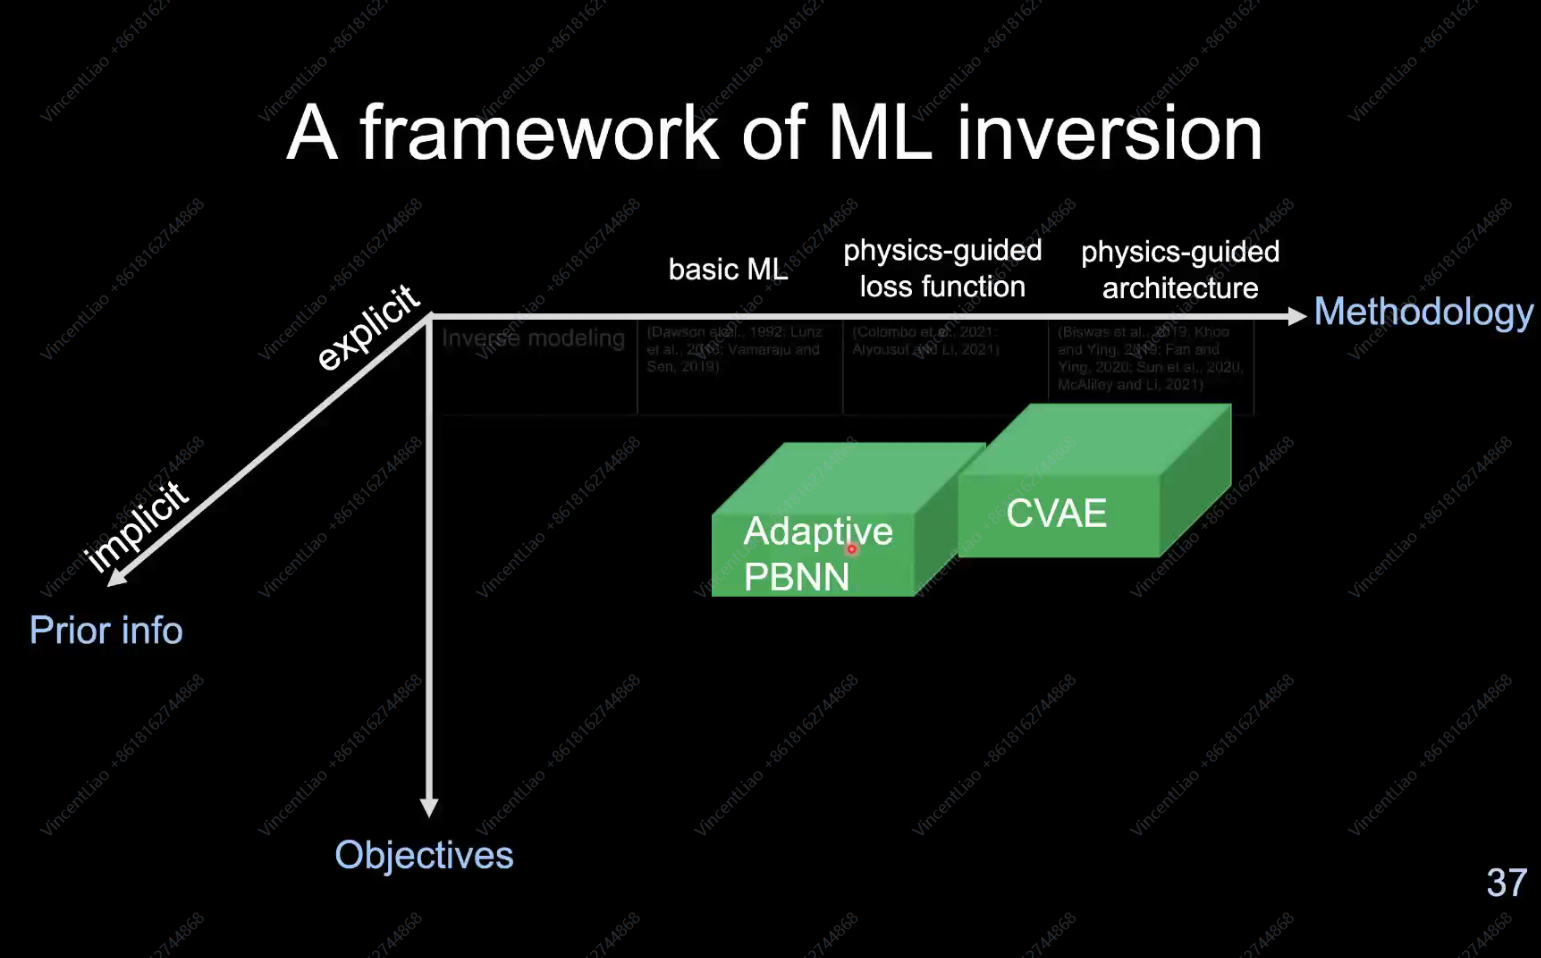 A framework of ML inversion
basic ML
physics-guided
loss function
physics-guided
architecture
Methodology
explicit
implicit
Prior info
Inverse modeling
(Dawson et al., 1992; Lunz
et al., 2018; Vamaraju and
Sen, 2019)
(Colombo et al., 2021;
Alyousuf and Li, 2021)
(Biswas et al., 2019; Khoo
and Ying, 2019; Fan and
Ying, 2020; Sun et al., 2020,
McAliley and Li, 2021)
Adaptive
PBNN
CVAE
Objectives
37
VincentLiao +8618162744868